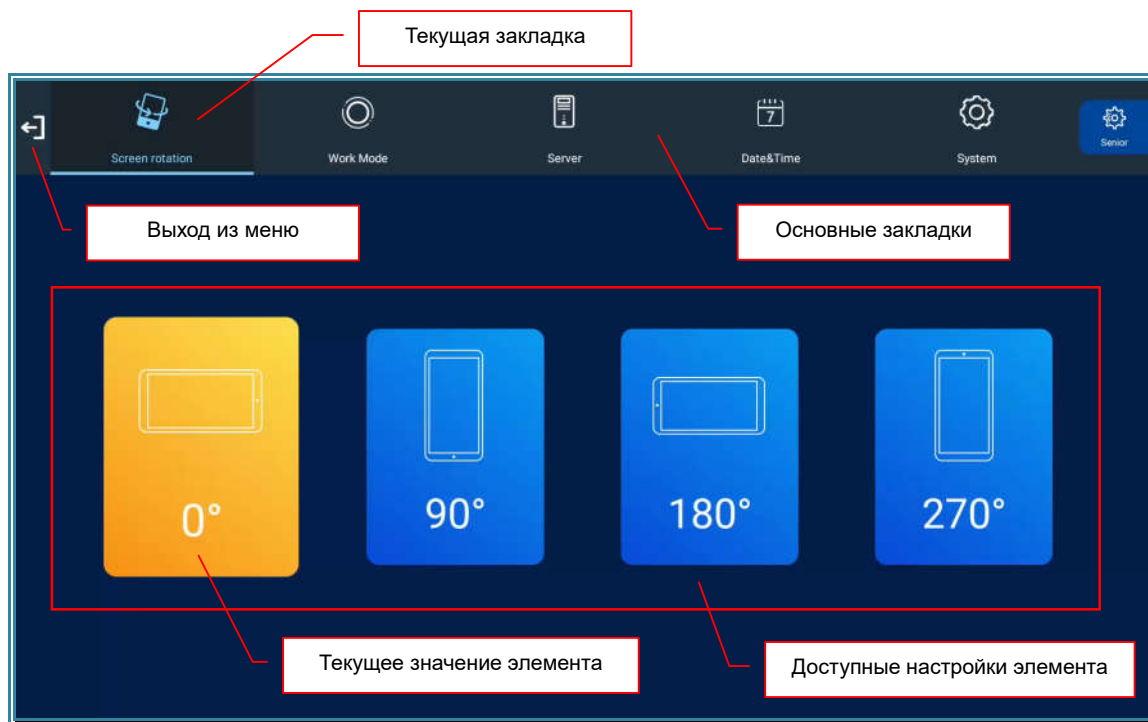 Текущая закладка
7
Screen rotation
Work Mode
Server
Date&Time
System
Senior
Выход из меню
Основные закладки
0°
90°
180°
270°
Текущее значение элемента
Доступные настройки элемента